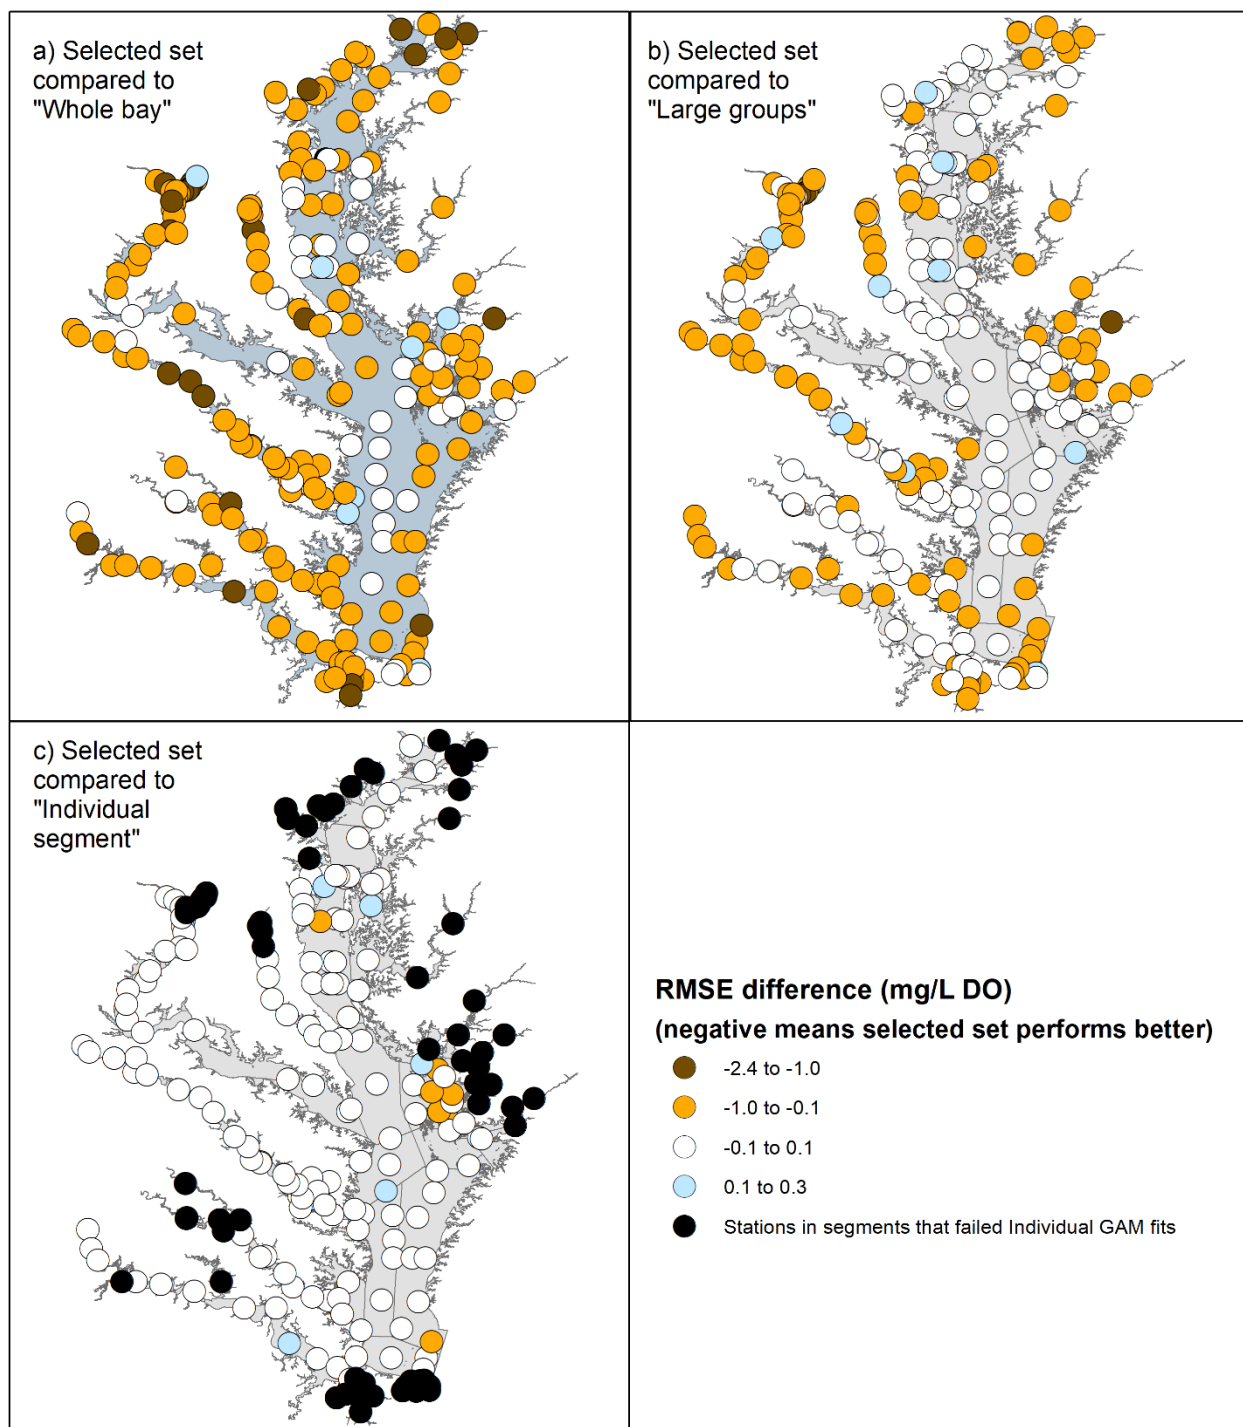 a) Selected set
compared to
"Whole bay"
b) Selected set
compared to
"Large groups"
c) Selected set
compared to
"Individual
segment"
RMSE difference (mg/L DO)
(negative means selected set performs better)
-2.4 to -1.0
-1.0 to -0.1
-0.1 to 0.1
0.1 to 0.3
Stations in segments that failed Individual GAM fits